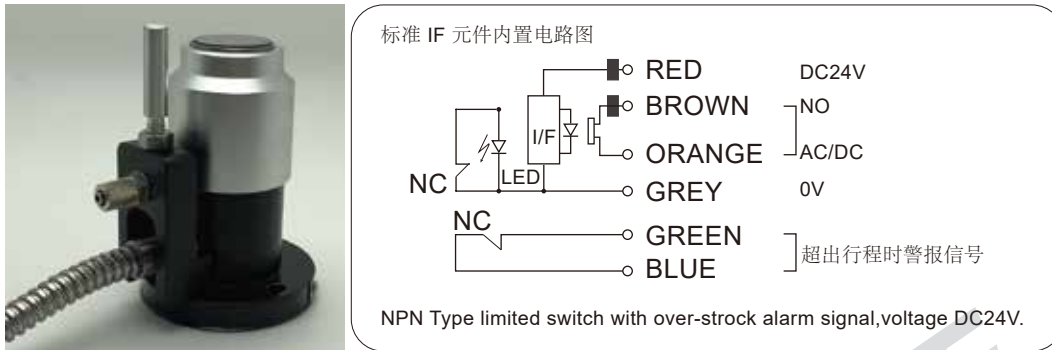 标准 IF 元件内置电路图
RED DC24V
BROWN NO
I/F
ORANGE AC/DC
NC LED GREY 0V
NC
GREEN
超出行程时警报信号
BLUE
NPN Type limited switch with over-strock alarm signal,voltage DC24V.